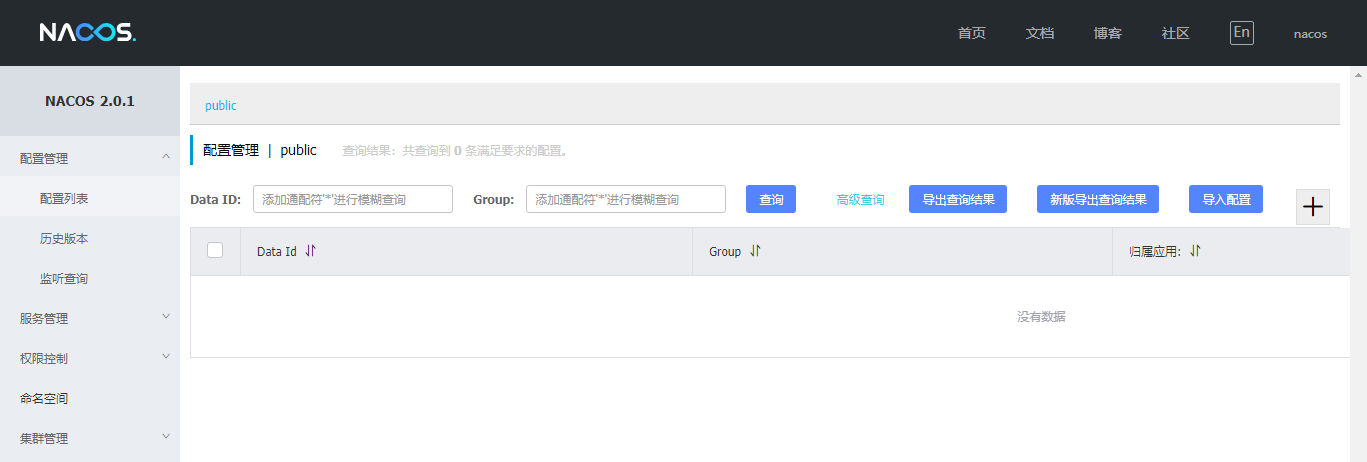 NACOS.
首页 文档 博客 社区 En nacos
NACOS 2.0.1
配置管理
配置列表
历史版本
监听查询
服务管理
权限控制
命名空间
集群管理
public
配置管理 | public 查询结果：共查询到 0 条满足要求的配置。
Data ID: 添加通配符'*'进行模糊查询 Group: 添加通配符'*'进行模糊查询 查询 高级查询 导出查询结果 新版导出查询结果 导入配置
Data Id Group 归属应用:
没有数据